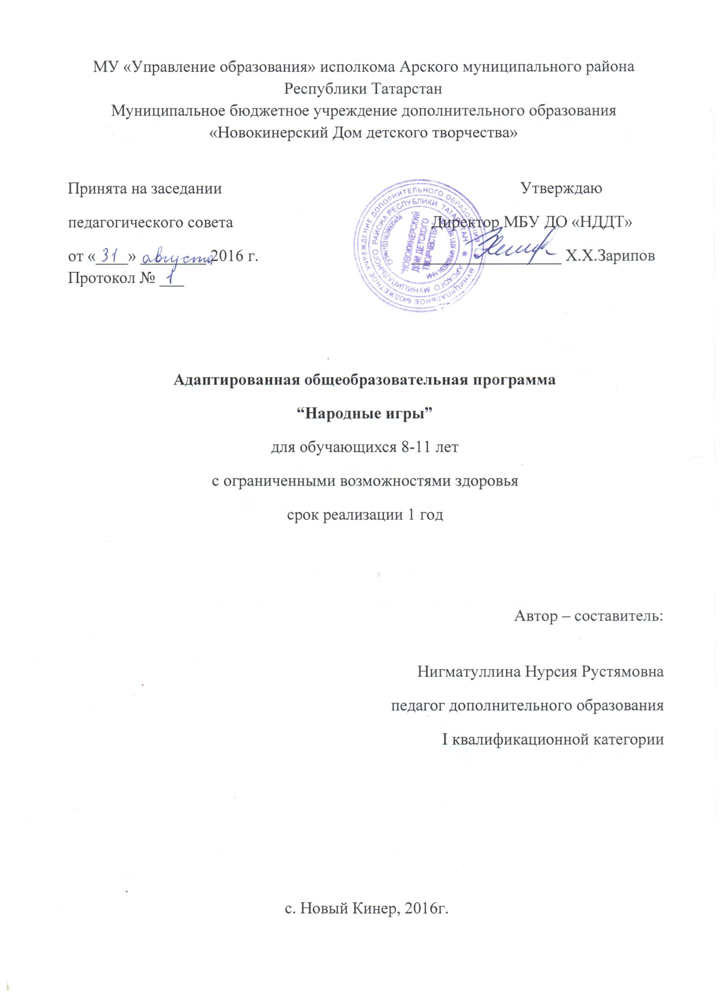 МУ «Управление образования» исполкома Арского муниципального района
Республики Татарстан
Муниципальное бюджетное учреждение дополнительного образования
«Новокинерский Дом детского творчества»
Принята на заседании
Утверждаю
педагогического совета
Директор МБУ ДО «НДДТ»
от «31» августа 2016 г.
Х.Х.Зарипов
Протокол № 1
МУНИЦИПАЛЬНОЕ БЮДЖЕТНОЕ УЧРЕЖДЕНИЕ ДОПОЛНИТЕЛЬНОГО ОБРАЗОВАНИЯ
АРСКОГО МУНИЦИПАЛЬНОГО РАЙОНА РЕСПУБЛИКИ ТАТАРСТАН
"НОВОКИНЕРСКИЙ
ДОМ ДЕТСКОГО
ТВОРЧЕСТВА"
Адаптированная общеобразовательная программа
“Народные игры”
для обучающихся 8-11 лет
с ограниченными возможностями здоровья
срок реализации 1 год
Автор – составитель:
Нигматуллина Нурсия Рустямовна
педагог дополнительного образования
I квалификационной категории
с. Новый Кинер, 2016г.